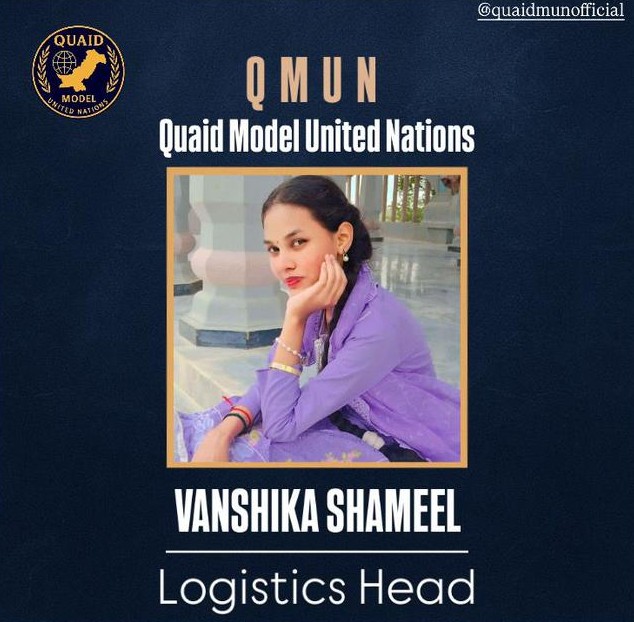 @quaidmunofficial
QUAID
MODEL
UNITED NATIONS
QMUN
Quaid Model United Nations
VANSHIKA SHAMEEL
Logistics Head